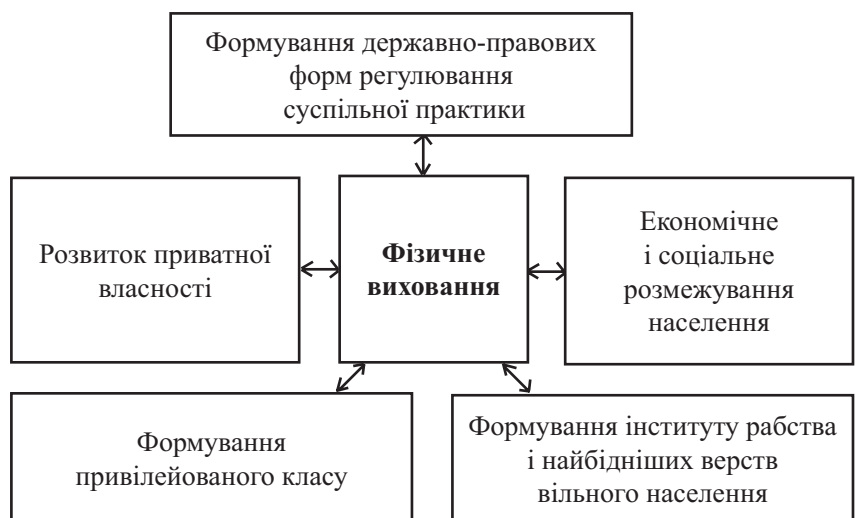 Формування державно-правових
форм регулювання
суспільної практики
Розвиток приватної
власності
Фізичне
виховання
Економічне
і соціальне
розмежування
населення
Формування
привілейованого класу
Формування інституту рабства
і найбідніших верств
вільного населення